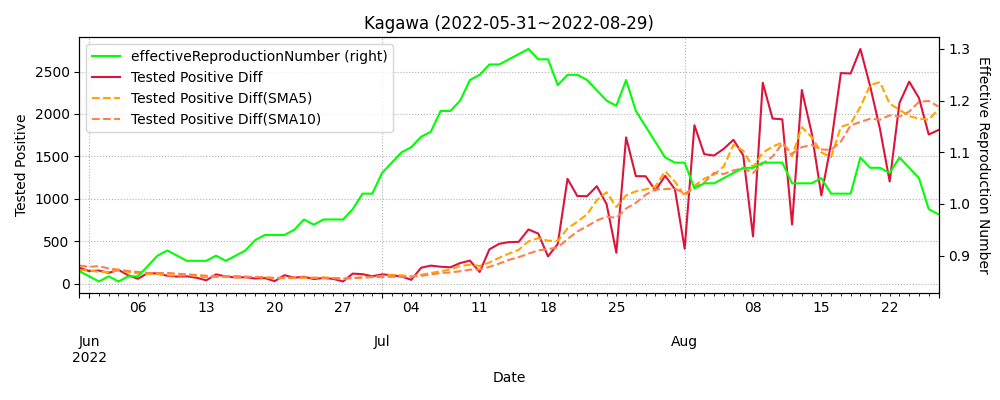 Kagawa (2022-05-31~2022-08-29)
effectiveReproductionNumber (right)
Tested Positive Diff
Tested Positive Diff(SMA5)
Tested Positive Diff(SMA10)
Tested Positive
2500
2000
1500
1000
500
0
1.3
1.2
1.1
1.0
0.9
Effective Reproduction Number
06 13 20 27 04 11 18 25 08 15 22
Jun Jul Aug
2022
Date